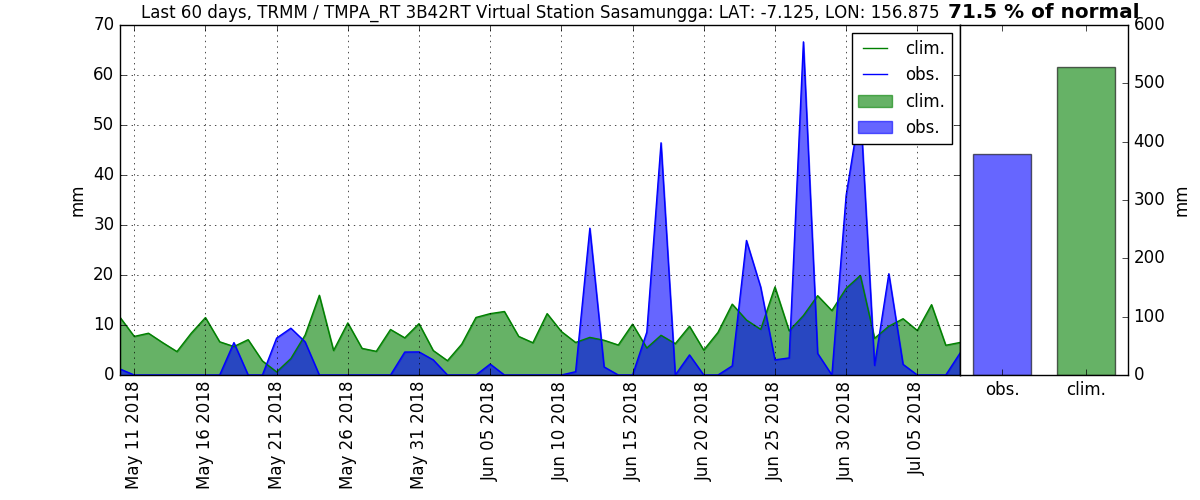 Last 60 days, TRMM / TMPA_RT 3B42RT Virtual Station Sasamungga: LAT: -7.125, LON: 156.875 71.5 % of normal
70
60
50
40
30
20
10
0
mm
clim.
obs.
clim.
obs.
May 11 2018
May 16 2018
May 21 2018
May 26 2018
May 31 2018
Jun 05 2018
Jun 10 2018
Jun 15 2018
Jun 20 2018
Jun 25 2018
Jun 30 2018
Jul 05 2018
600
500
400
300
200
100
0
mm
obs.
clim.